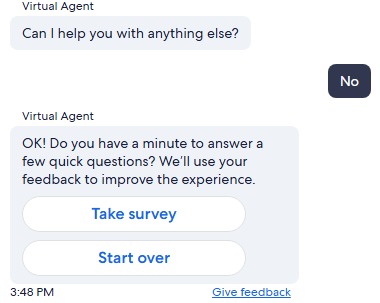 Virtual Agent
Can I help you with anything else?
No
Virtual Agent
OK! Do you have a minute to answer a
few quick questions? We'll use your
feedback to improve the experience.
Take survey
Start over
3:48 PM
Give feedback